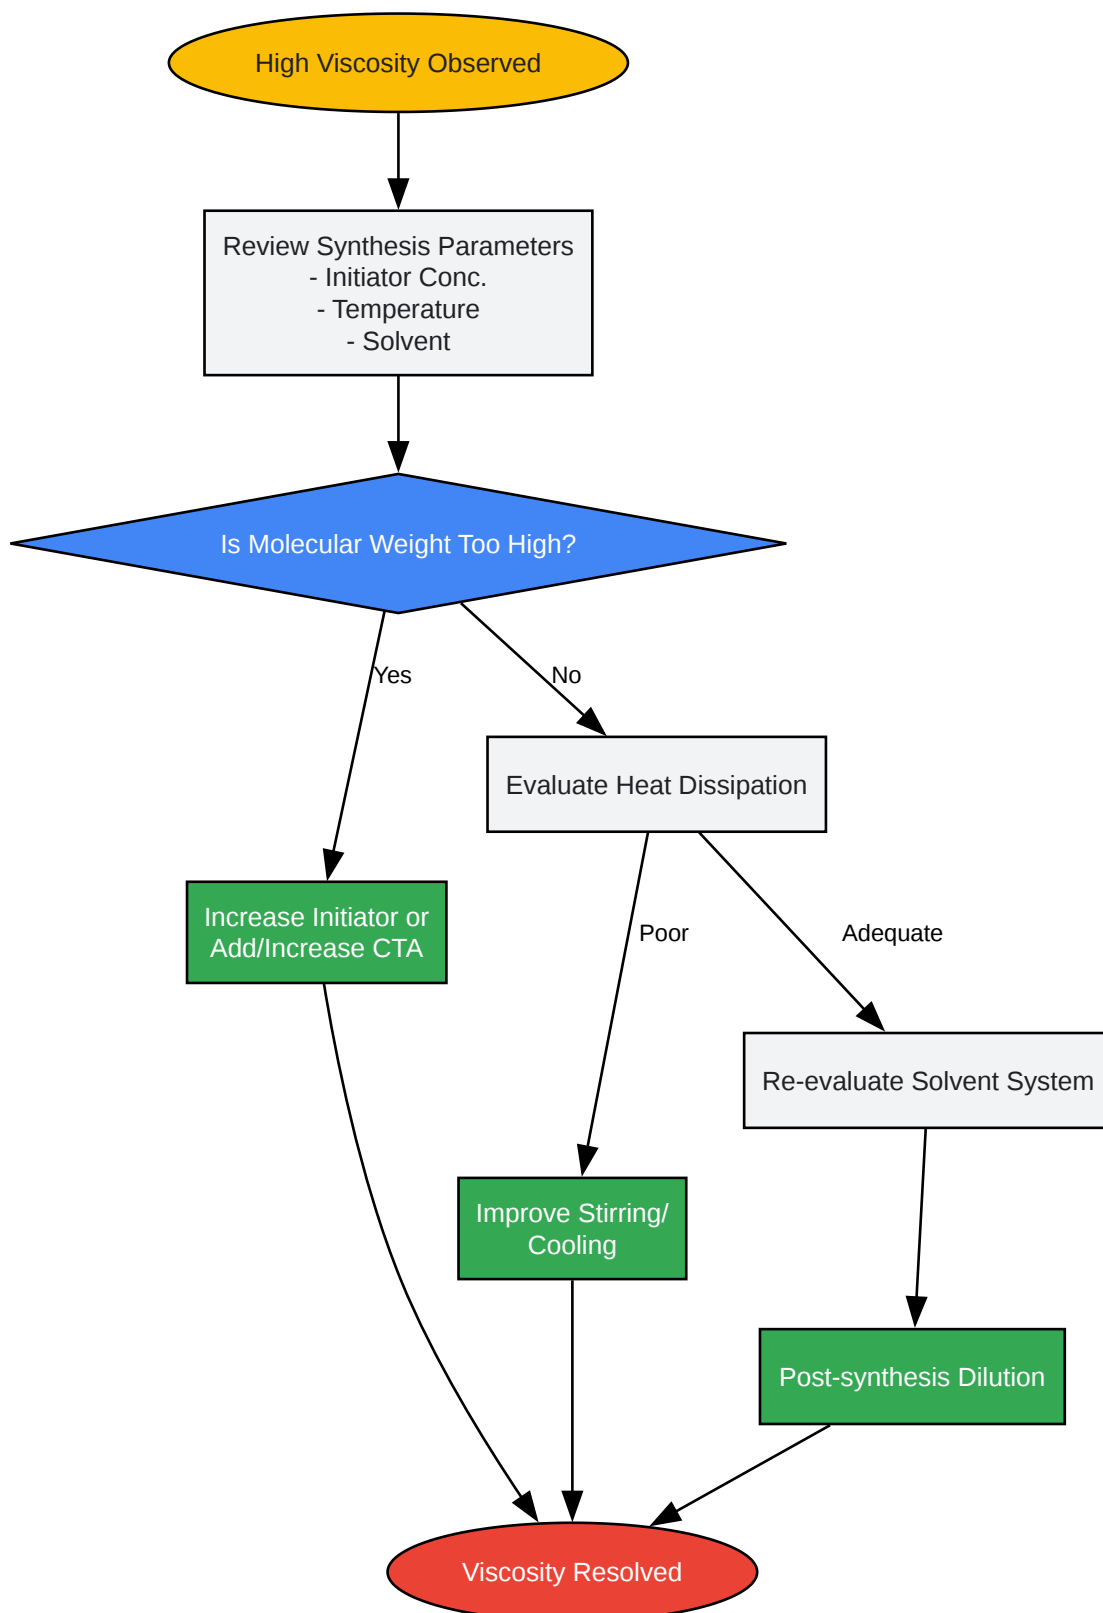 High Viscosity Observed
Review Synthesis Parameters
- Initiator Conc.
- Temperature
- Solvent
Is Molecular Weight Too High?
Yes
No
Evaluate Heat Dissipation
Increase Initiator or
Add/Increase CTA
Poor
Adequate
Re-evaluate Solvent System
Improve Stirring/
Cooling
Post-synthesis Dilution
Viscosity Resolved